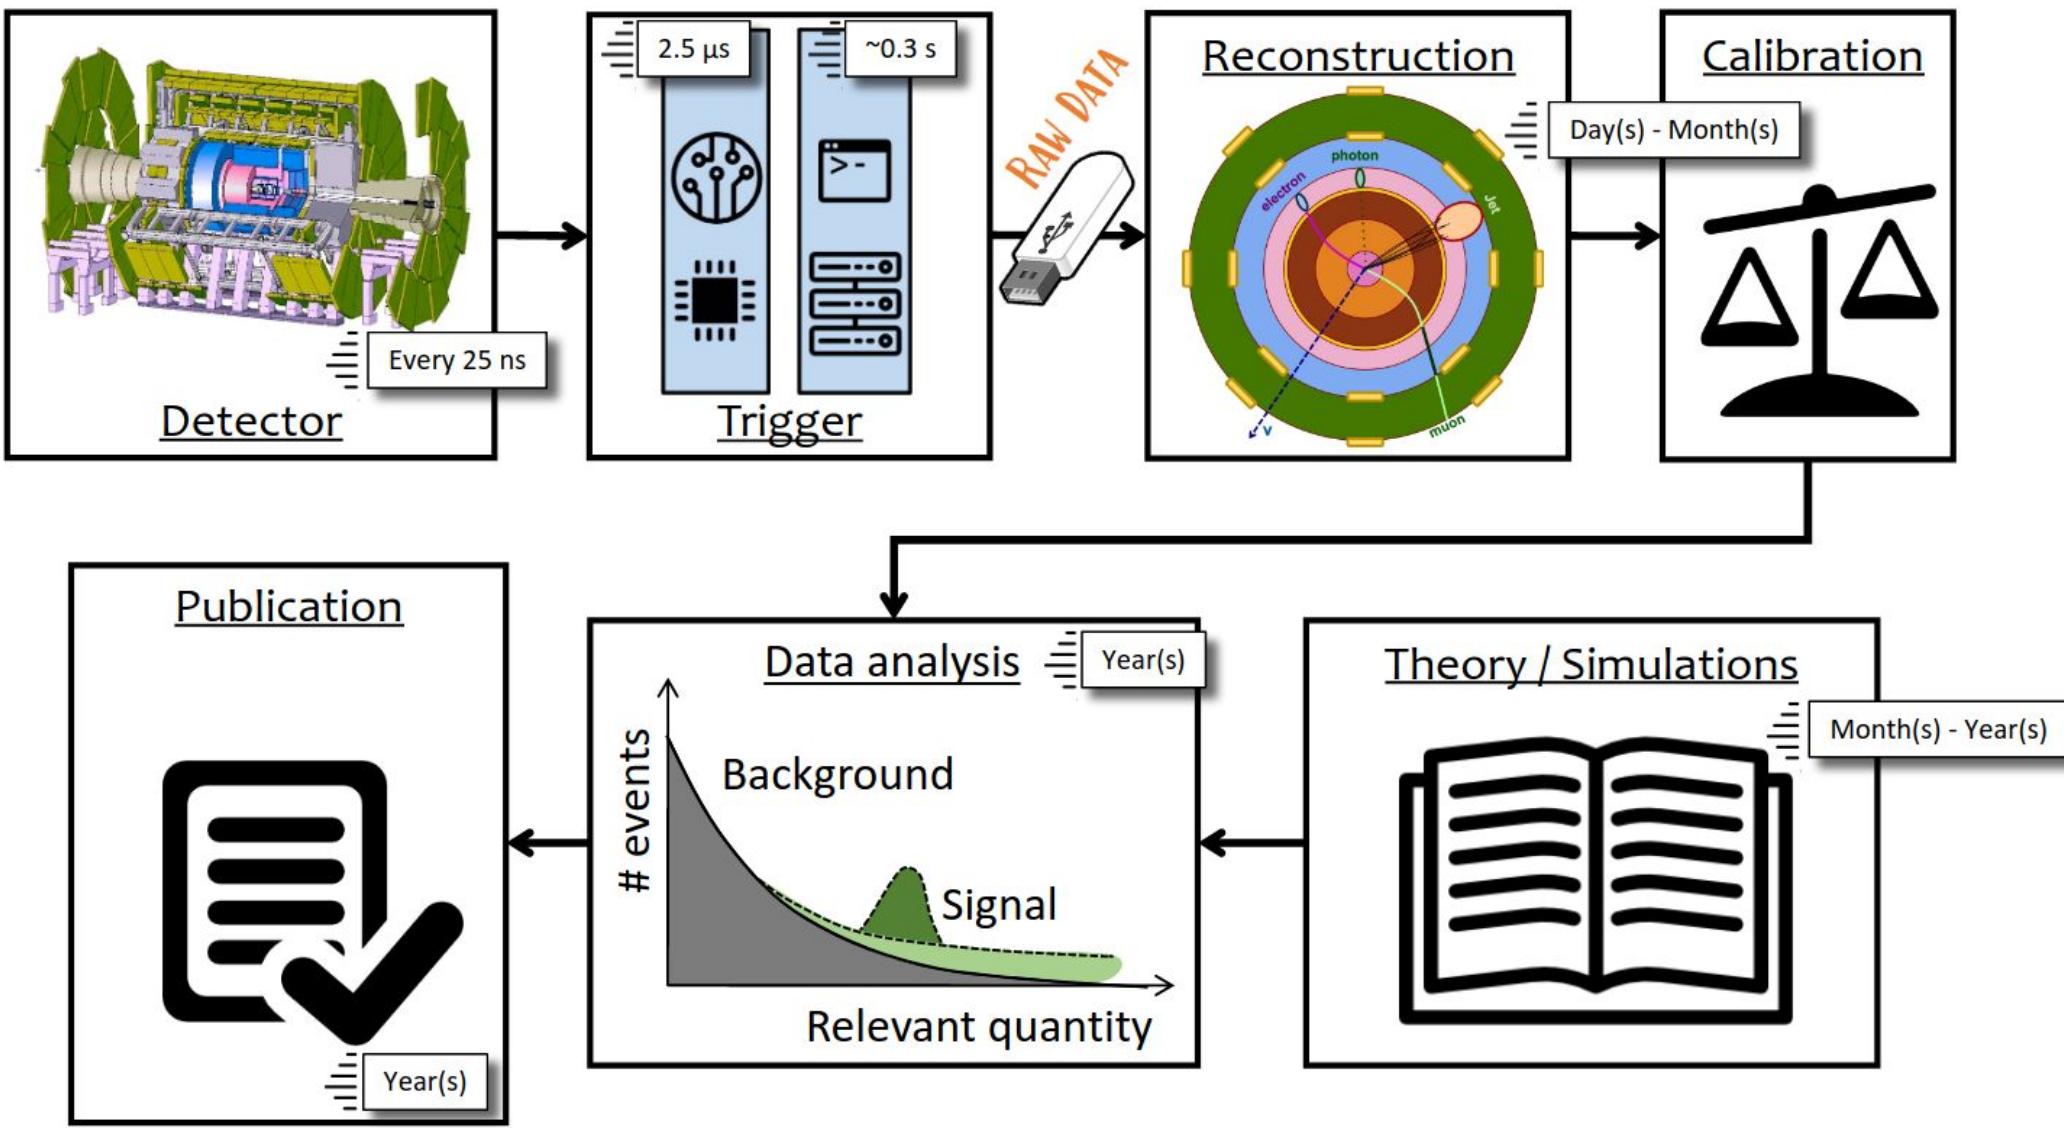 Every 25 ns
Detector
2.5 μs
~0.3 s
>-
Trigger
RAW DATA
Reconstruction
Day(s) - Month(s)
photon
electron
Jet
muon
ν
Calibration
Publication
Year(s)
Data analysis
Year(s)
# events
Background
Signal
Relevant quantity
Theory / Simulations
Month(s) - Year(s)